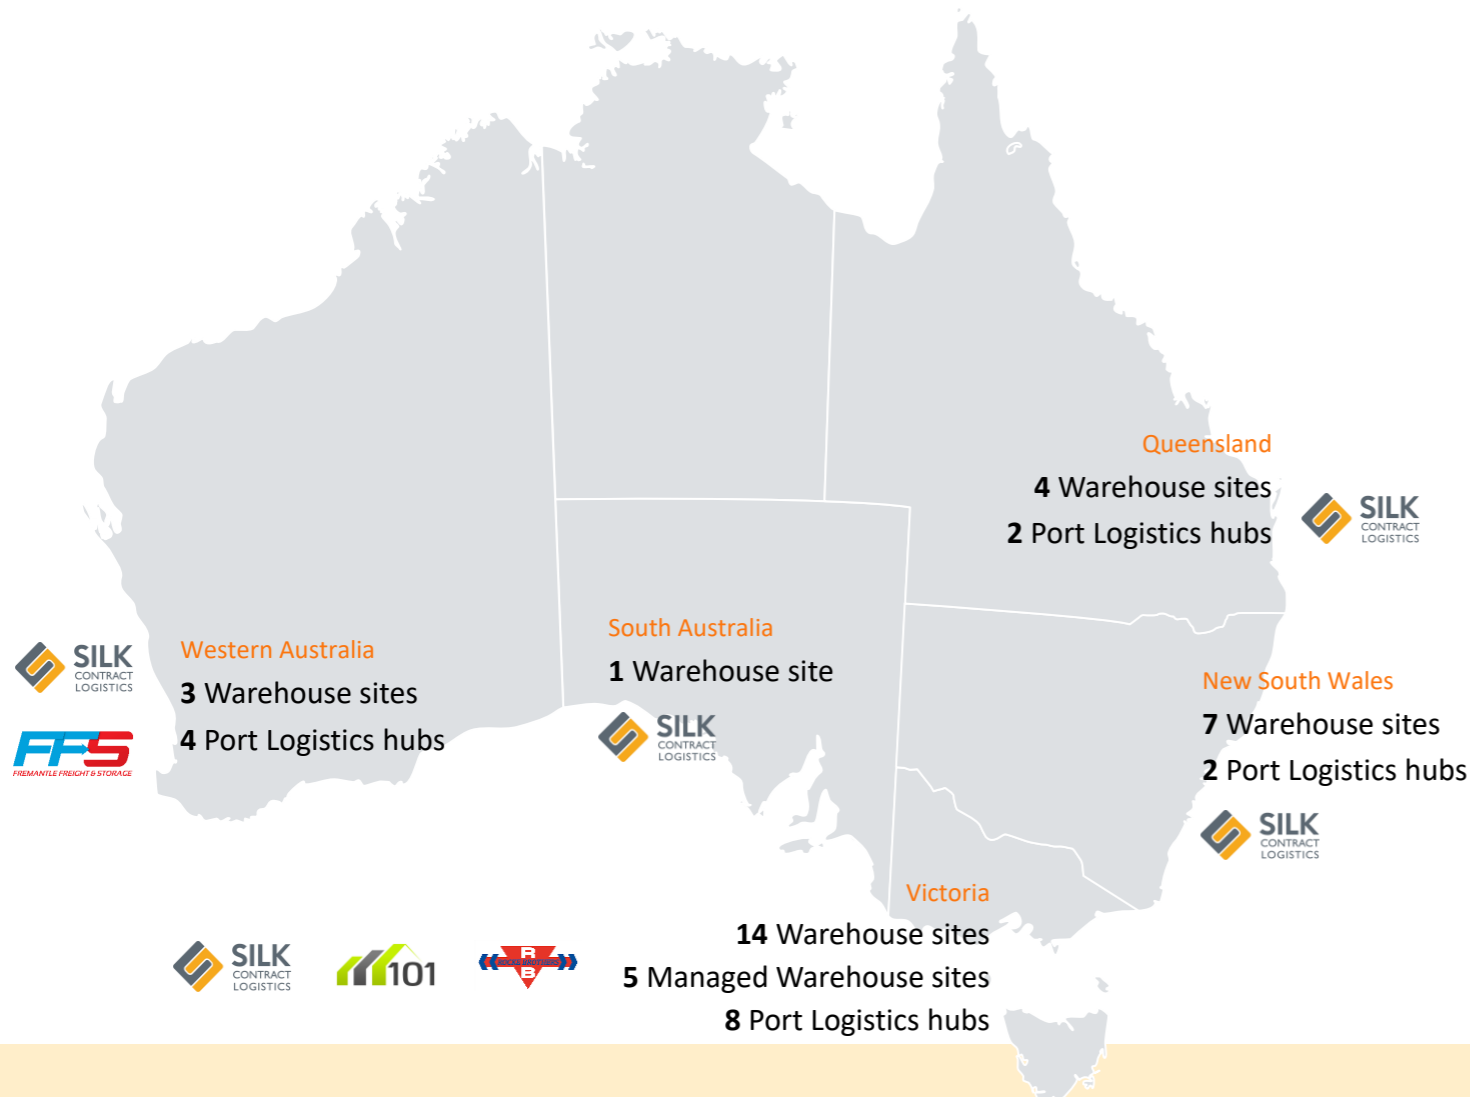 Queensland
4 Warehouse sites
2 Port Logistics hubs
SILK
CONTRACT
LOGISTICS
SILK
CONTRACT
LOGISTICS
FFS
FREMANTLE FREIGHT & STORAGE
Western Australia
3 Warehouse sites
4 Port Logistics hubs
South Australia
1 Warehouse site
SILK
CONTRACT
LOGISTICS
New South Wales
7 Warehouse sites
2 Port Logistics hubs
SILK
CONTRACT
LOGISTICS
Victoria
14 Warehouse sites
5 Managed Warehouse sites
8 Port Logistics hubs
SILK
CONTRACT
LOGISTICS
101
R
ROCKE BROTHERS
B